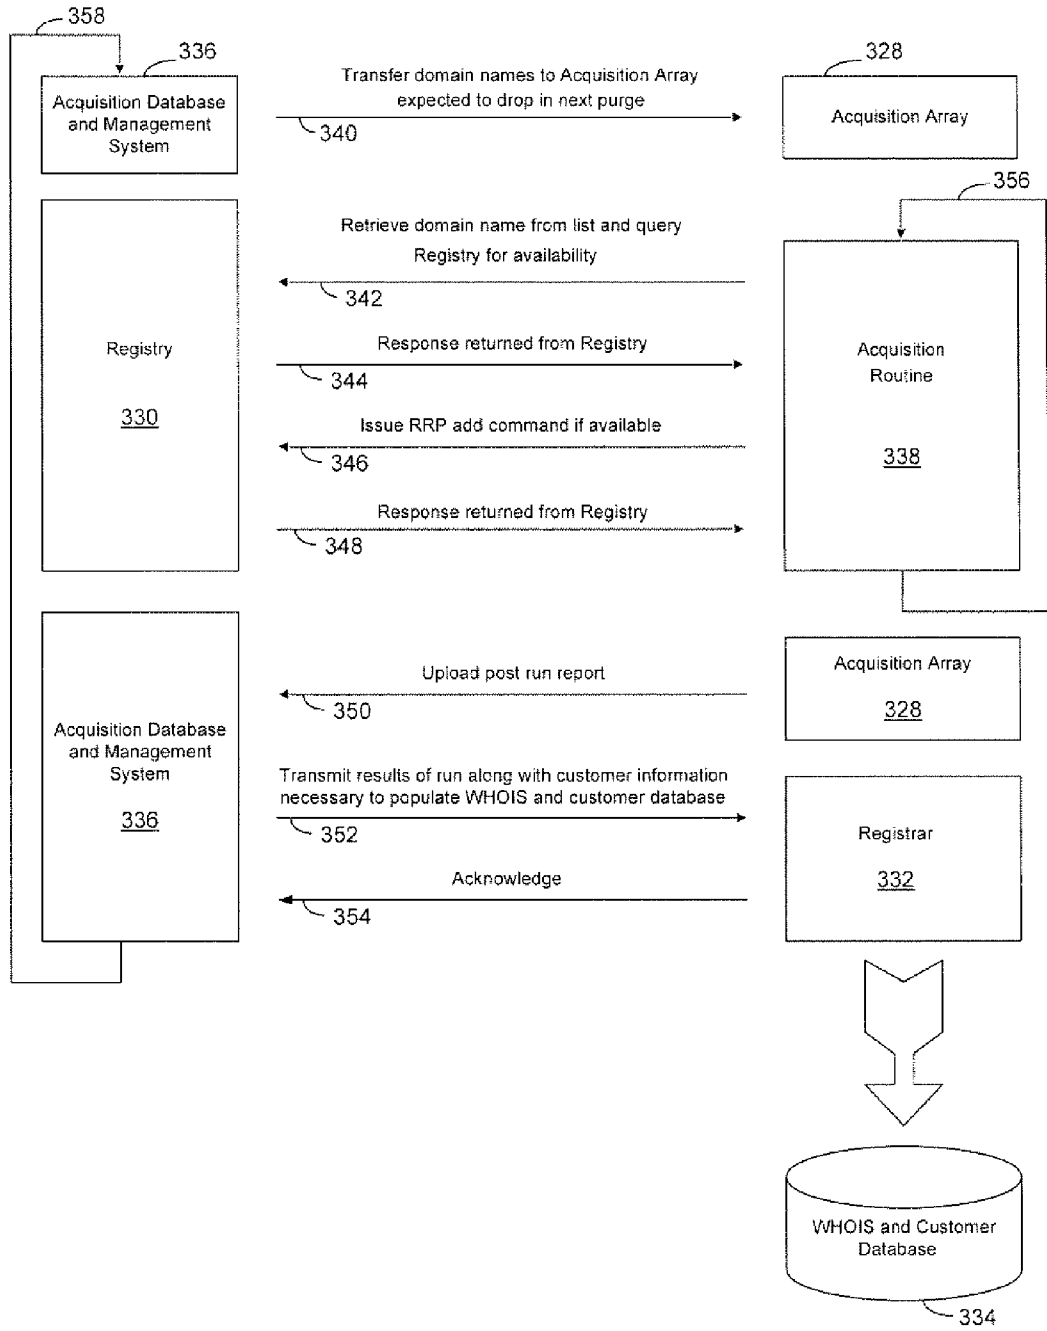 358
336
328
Acquisition Database
and Management
System
Transfer domain names to Acquisition Array
expected to drop in next purge
340
Acquisition Array
356
Retrieve domain name from list and query
Registry for availability
342
Registry
330
Response returned from Registry
344
Acquisition
Routine
338
Issue RRP add command if available
346
Response returned from Registry
348
Upload post run report
350
Acquisition Array
328
Acquisition Database
and Management
System
336
Transmit results of run along with customer information
necessary to populate WHOIS and customer database
352
Registrar
332
Acknowledge
354
WHOIS and Customer
Database
334